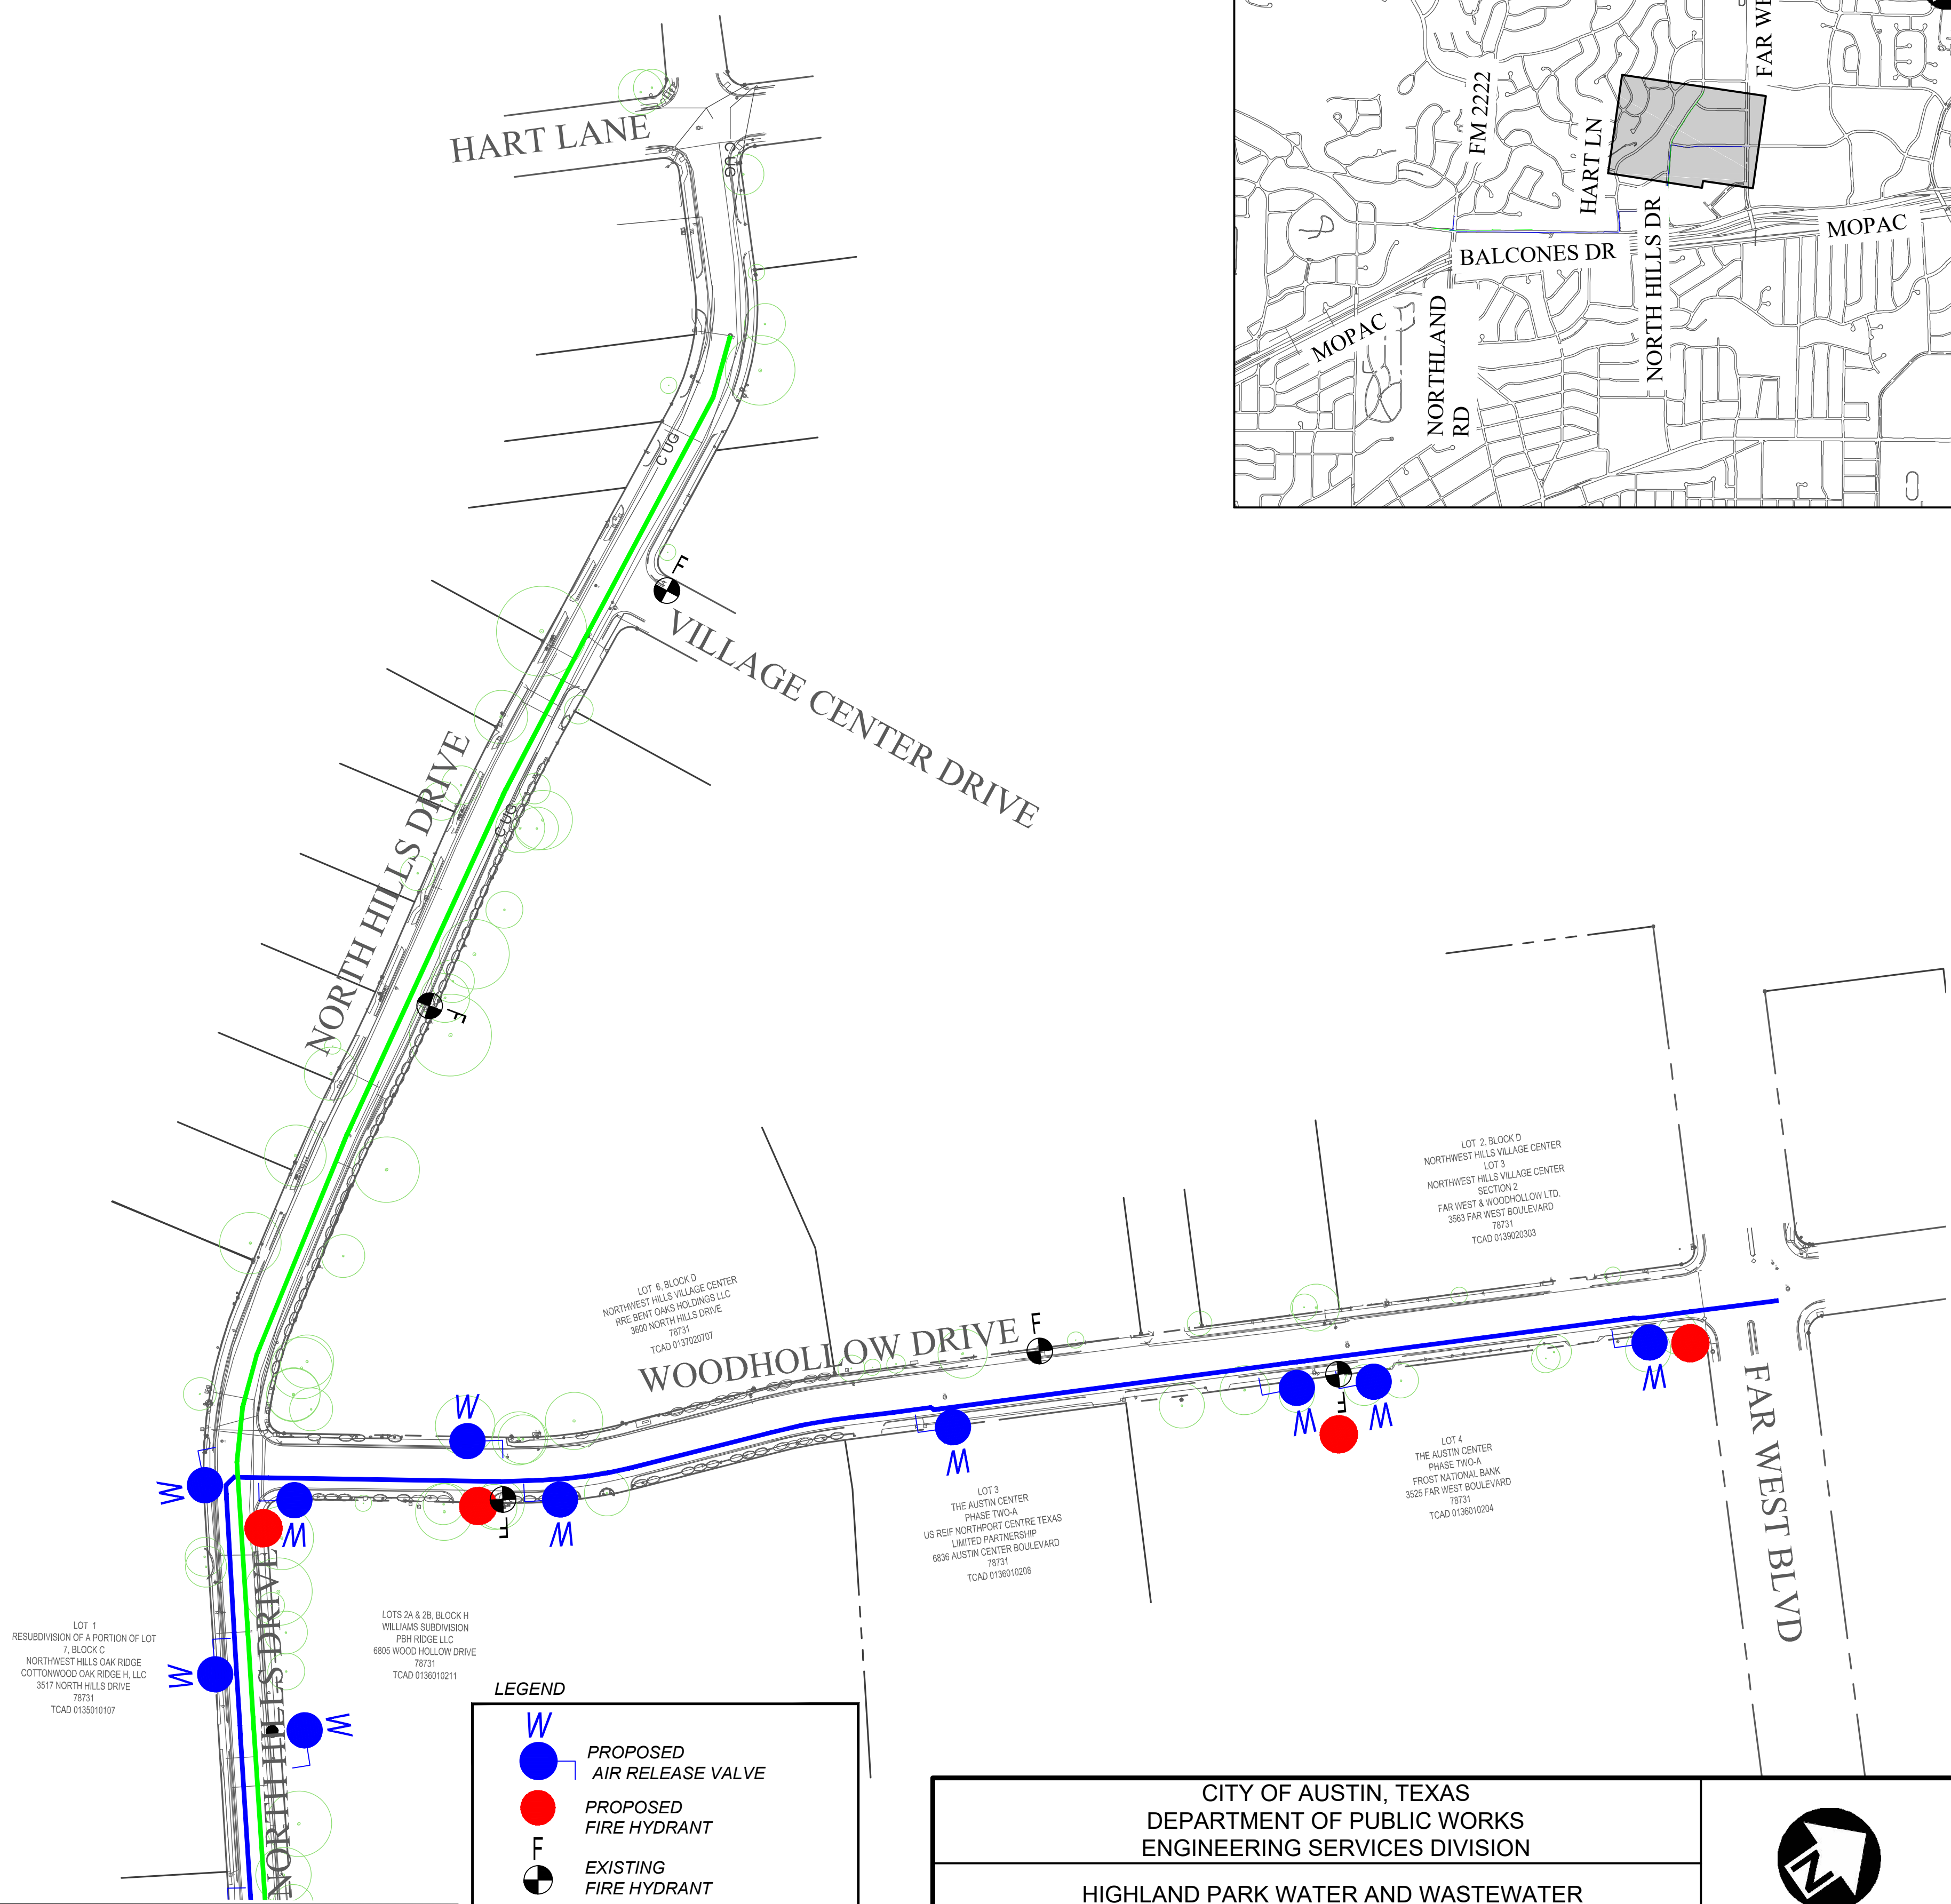 HART LANE
CUG
CUG
F
VILLAGE CENTER DRIVE
NORTH HILLS DRIVE
CUG
F
FAR WE
FM 2222
HART LN
MOPAC
BALCONES DR
NORTH HILLS DR
MOPAC
NORTHLAND
RD
LOT 2, BLOCK D
NORTHWEST HILLS VILLAGE CENTER
LOT 3
NORTHWEST HILLS VILLAGE CENTER
SECTION 2
FAR WEST & WOODHOLLOW LTD.
3563 FAR WEST BOULEVARD
78731
TCAD 0139020303
LOT 6, BLOCK D
NORTHWEST HILLS VILLAGE CENTER
RRE BENT OAKS HOLDINGS LLC
3600 NORTH HILLS DRIVE
78731
TCAD 0137020707
WOODHOLLOW DRIVE
F
W
W
W
W
F
W
W
F
W
W
FAR WEST BLVD
LOT 4
THE AUSTIN CENTER
PHASE TWO-A
FROST NATIONAL BANK
3525 FAR WEST BOULEVARD
78731
TCAD 0136010204
LOT 3
THE AUSTIN CENTER
PHASE TWO-A
US REIF NORTHPORT CENTRE TEXAS
LIMITED PARTNERSHIP
6836 AUSTIN CENTER BOULEVARD
78731
TCAD 0136010208
LOTS 2A & 2B, BLOCK H
WILLIAMS SUBDIVISION
PBH RIDGE LLC
6805 WOOD HOLLOW DRIVE
78731
TCAD 0136010211
LOT 1
RESUBDIVISION OF A PORTION OF LOT
7, BLOCK C
NORTHWEST HILLS OAK RIDGE
COTTONWOOD OAK RIDGE H, LLC
3517 NORTH HILLS DRIVE
78731
TCAD 0135010107
W
W
NORTH HILLS DRIVE
LEGEND
W
PROPOSED
AIR RELEASE VALVE
PROPOSED
FIRE HYDRANT
F
EXISTING
FIRE HYDRANT
CITY OF AUSTIN, TEXAS
DEPARTMENT OF PUBLIC WORKS
ENGINEERING SERVICES DIVISION
HIGHLAND PARK WATER AND WASTEWATER
N